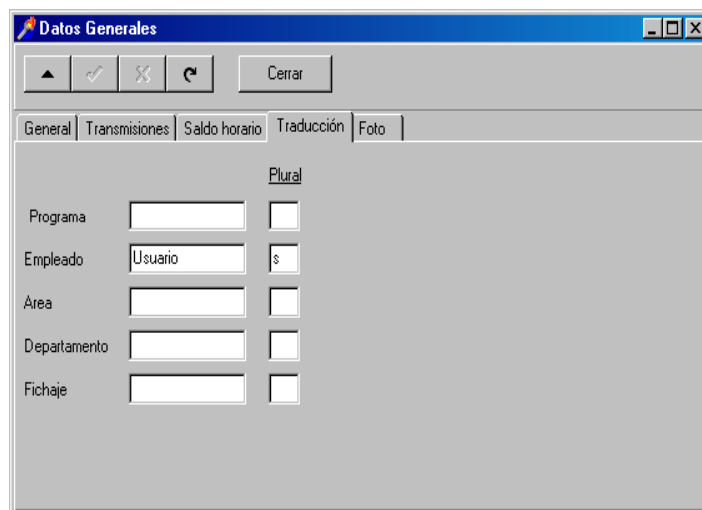 Datos Generales
Cerrar
General Transmisiones Saldo horario Traducción Foto
Plural
Programa
Empleado Usuario s
Area
Departamento
Fichaje